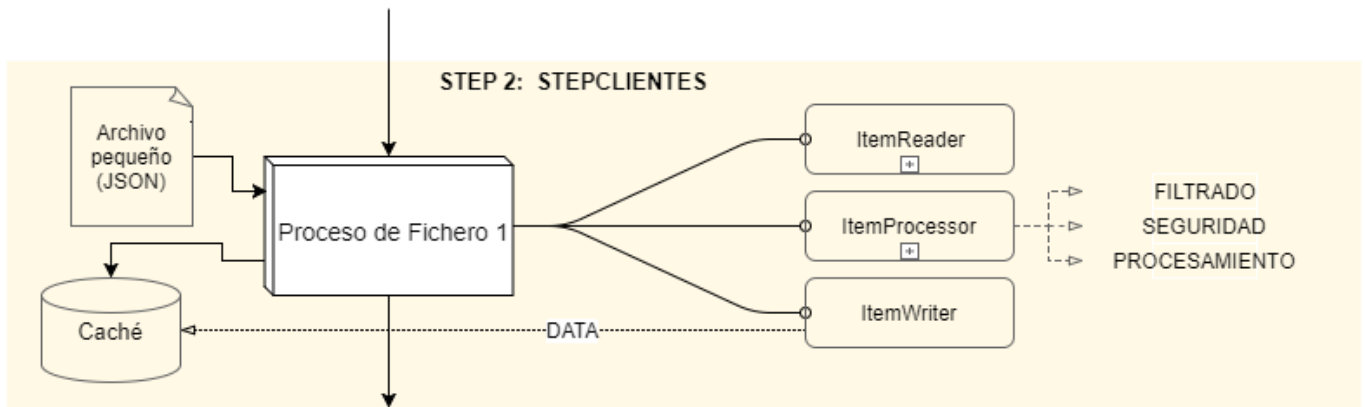 STEP 2: STEPCLIENTES
Archivo
pequeño
(JSON)
ItemReader
Proceso de Fichero 1
ItemProcessor
FILTRADO
SEGURIDAD
PROCESAMIENTO
Caché
DATA
ItemWriter